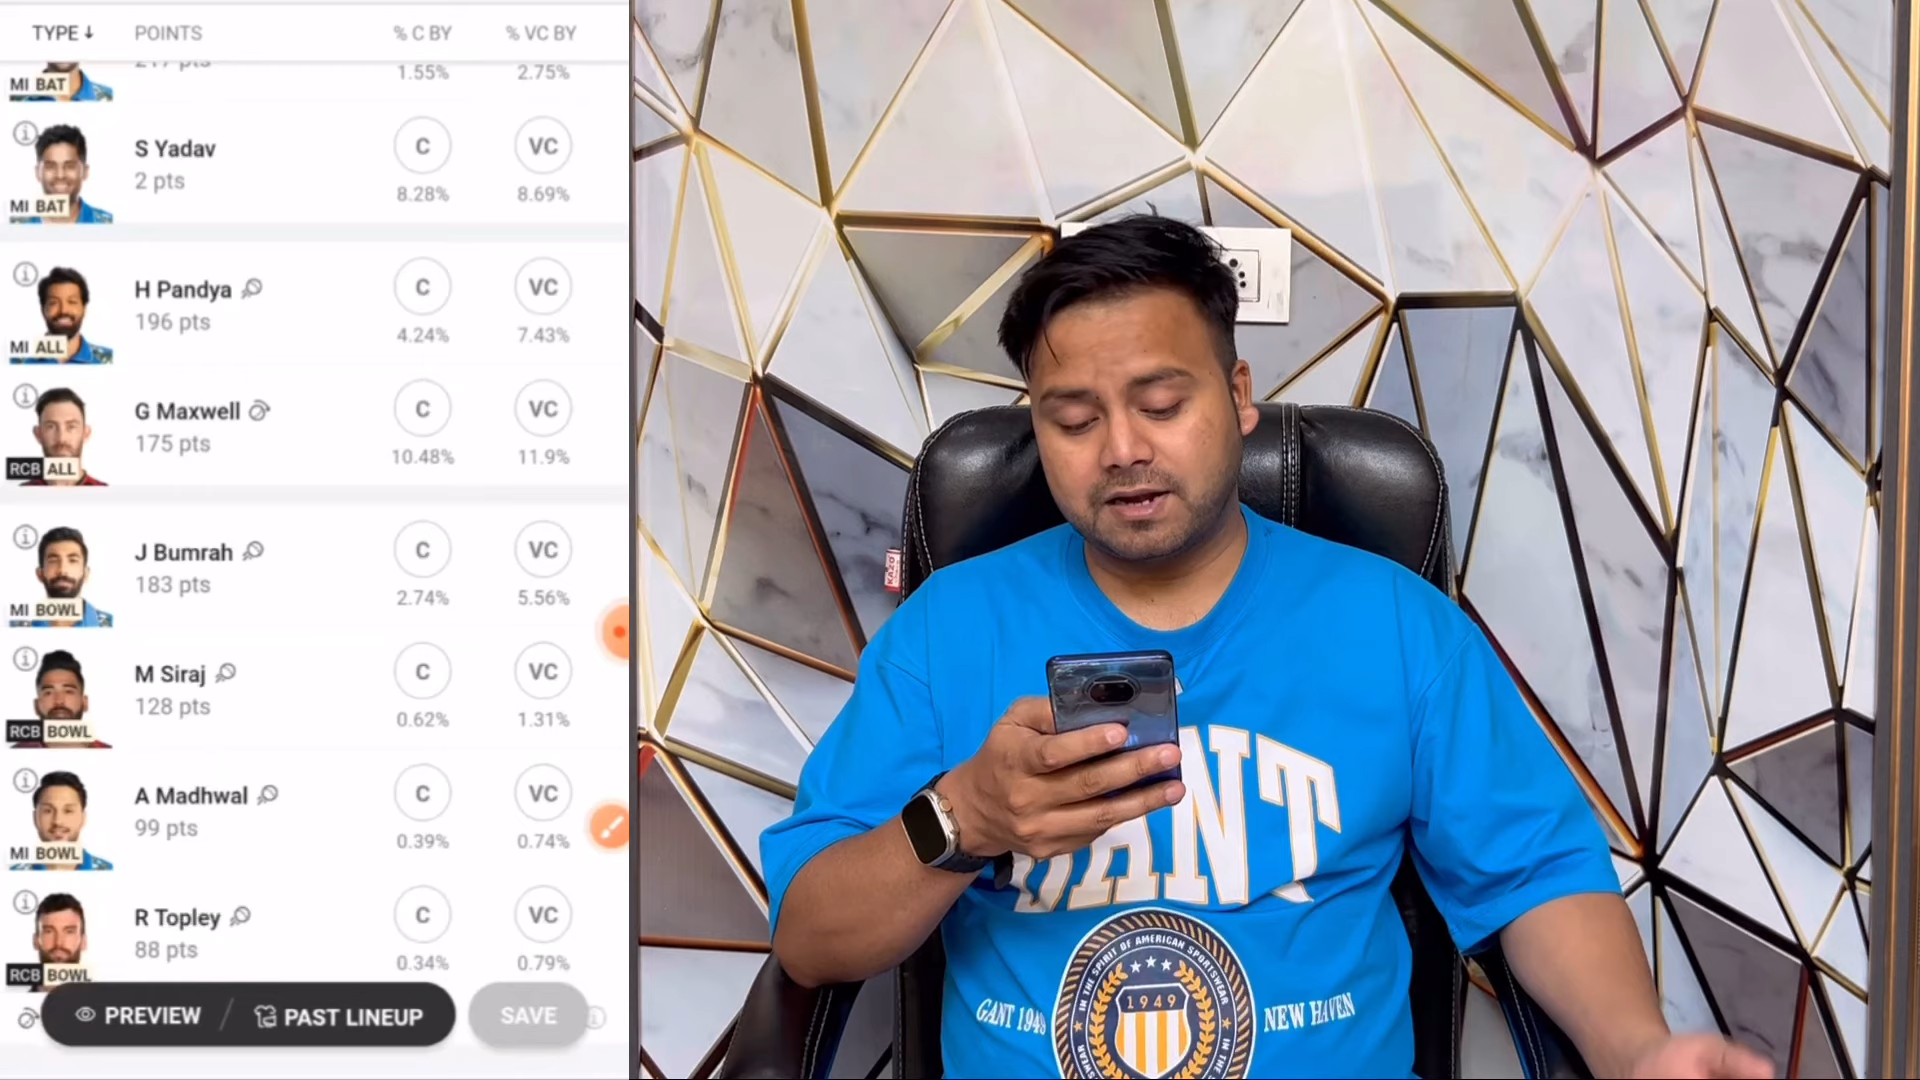 TYPE ↓ POINTS % C BY % VC BY
1.55% 2.75%
MI BAT
S Yadav C VC
2 pts
8.28% 8.69%
MI BAT
H Pandya C VC
196 pts
4.24% 7.43%
MI ALL
G Maxwell C VC
175 pts
10.48% 11.9%
RCB ALL
J Bumrah C VC
183 pts
2.74% 5.56%
MI BOWL
M Siraj C VC
128 pts
0.62% 1.31%
RCB BOWL
A Madhwal C VC
99 pts
0.39% 0.74%
MI BOWL
R Topley C VC
88 pts
0.34% 0.79%
RCB BOWL
PREVIEW / PAST LINEUP SAVE
GANT
IN THE SPIRIT OF AMERICAN SPORTSWEAR
1949
GANT 1949 NEW HAVEN